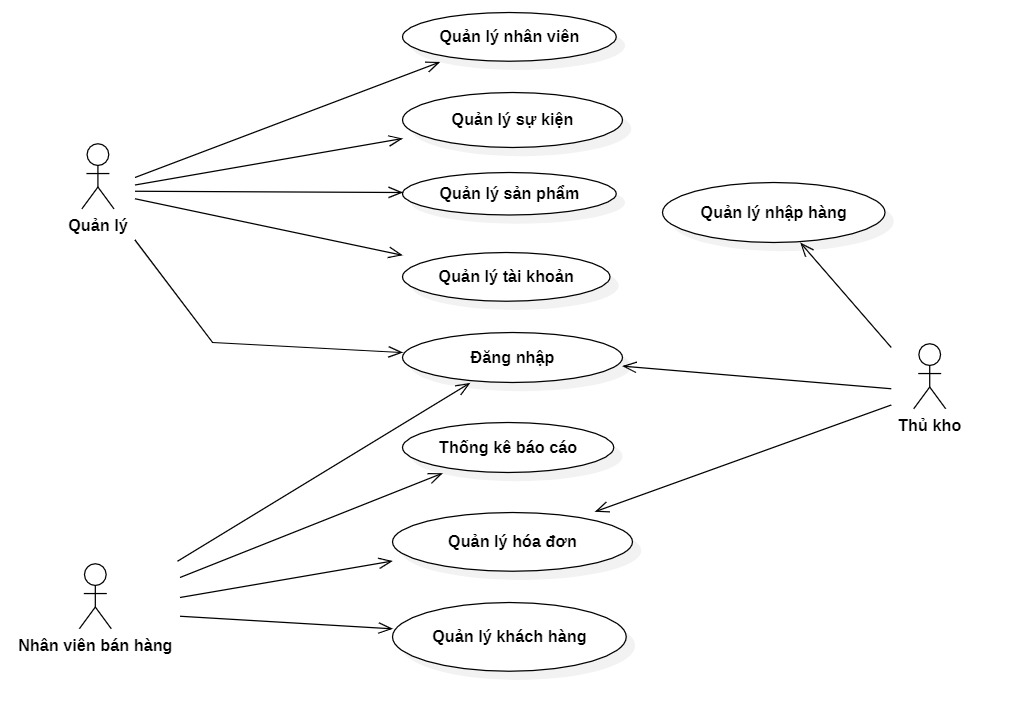 Quản lý nhân viên
Quản lý sự kiện
Quản lý sản phẩm
Quản lý nhập hàng
Quản lý
Quản lý tài khoản
Đăng nhập
Thủ kho
Thống kê báo cáo
Quản lý hóa đơn
Quản lý khách hàng
Nhân viên bán hàng